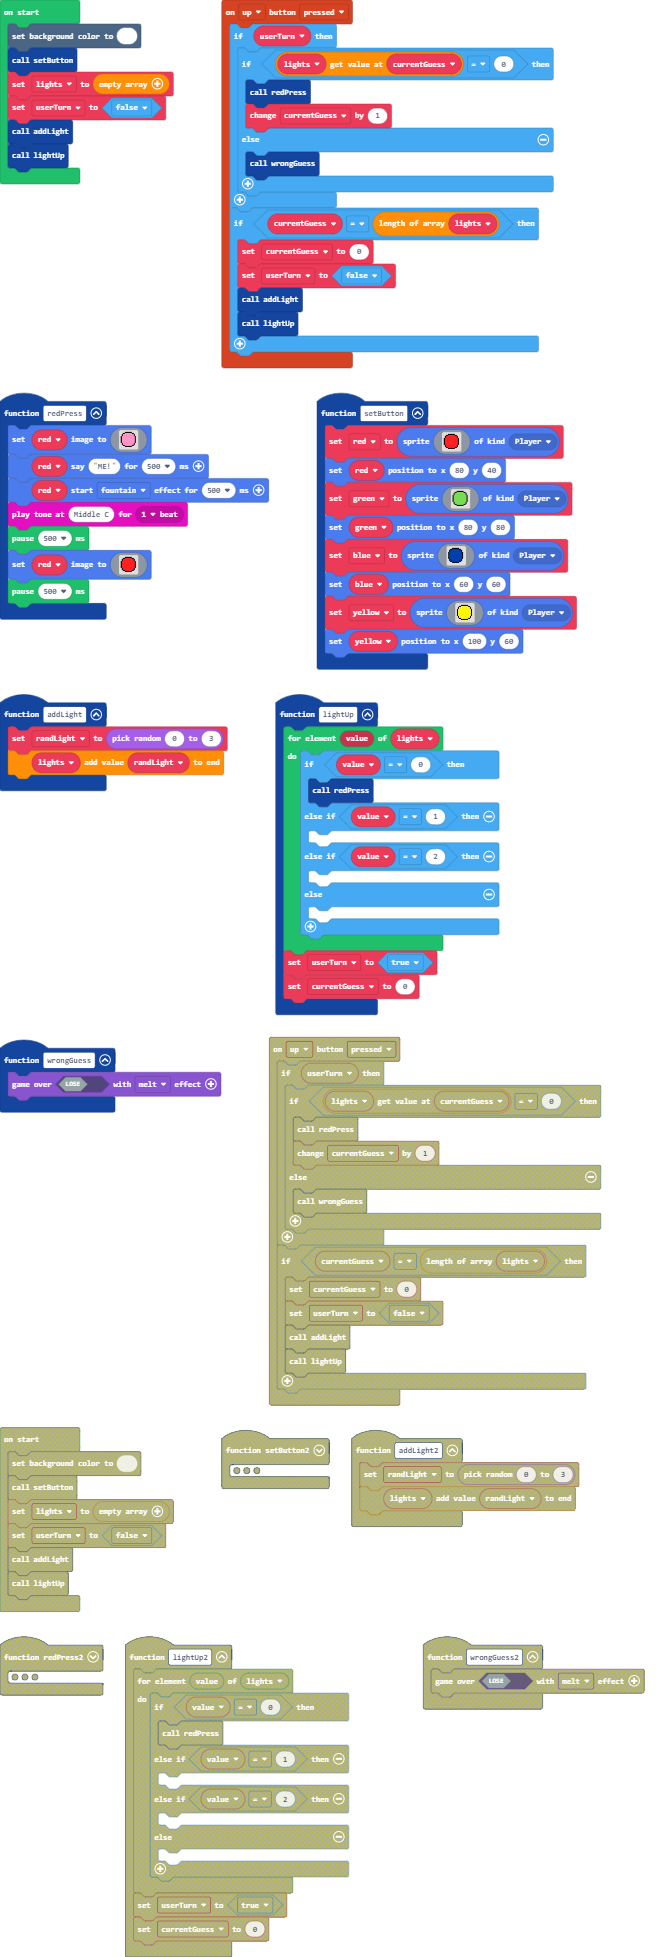 on start
set background color to
call setButton
set lights to empty array
set userTurn to false
call addLight
call lightUp
on up button pressed
if userTurn then
if lights get value at currentGuess = 0 then
call redPress
change currentGuess by 1
else
call wrongGuess
if currentGuess = length of array lights then
set currentGuess to 0
set userTurn to false
call addLight
call lightUp
function redPress
set red image to
red say "ME!" for 500 ms
red start fountain effect for 500 ms
play tone at Middle C for 1 beat
pause 500 ms
set red image to
pause 500 ms
function setButton
set red to sprite of kind Player
set red position to x 80 y 40
set green to sprite of kind Player
set green position to x 80 y 80
set blue to sprite of kind Player
set blue position to x 60 y 60
set yellow to sprite of kind Player
set yellow position to x 100 y 60
function addLight
set randLight to pick random 0 to 3
lights add value randLight to end
function lightUp
for element value of lights
do
if value = 0 then
call redPress
else if value = 1 then
else if value = 2 then
else
set userTurn to true
set currentGuess to 0
function wrongGuess
game over LOSE with melt effect
on up button pressed
if userTurn then
if lights get value at currentGuess = 0 then
call redPress
change currentGuess by 1
else
call wrongGuess
if currentGuess = length of array lights then
set currentGuess to 0
set userTurn to false
call addLight
call lightUp
on start
set background color to
call setButton
set lights to empty array
set userTurn to false
call addLight
call lightUp
function setButton2
function addLight2
set randLight to pick random 0 to 3
lights add value randLight to end
function redPress2
function lightUp2
for element value of lights
do
if value = 0 then
call redPress
else if value = 1 then
else if value = 2 then
else
set userTurn to true
set currentGuess to 0
function wrongGuess2
game over LOSE with melt effect